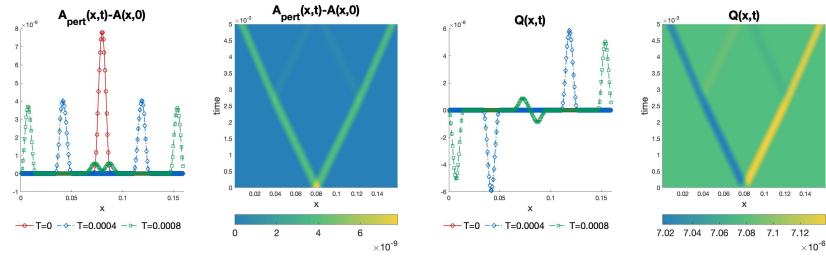 A_pert(x,t)-A(x,0)
×10^-9
8
7
6
5
4
3
2
1
0
-1
0 0.05 0.1 0.15
x
T=0 T=0.0004 T=0.0008
A_pert(x,t)-A(x,0)
×10^-3
5
4.5
4
3.5
3
2.5
2
1.5
1
0.5
0
time
0.02 0.04 0.06 0.08 0.1 0.12 0.14
x
0 2 4 6
×10^-9
Q(x,t)
6
4
2
0
-2
-4
-6
0 0.05 0.1 0.15
x
T=0 T=0.0004 T=0.0008
Q(x,t)
×10^-3
5
4.5
4
3.5
3
2.5
2
1.5
1
0.5
0
time
0.02 0.04 0.06 0.08 0.1 0.12 0.14
x
7.02 7.04 7.06 7.08 7.1 7.12
×10^-6